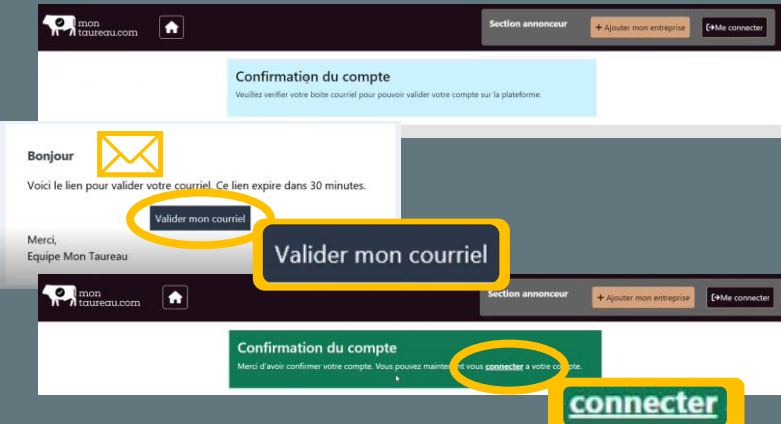 mon
taureau.com
Section annonceur
+ Ajouter mon entreprise
Me connecter
Confirmation du compte
Veuillez verifier votre boite courriel pour pouvoir valider votre compte sur la plateforme.
Bonjour
Voici le lien pour valider votre courriel. Ce lien expire dans 30 minutes.
Valider mon courriel
Valider mon courriel
Merci,
Equipe Mon Taureau
mon
taureau.com
Section annonceur
+ Ajouter mon entreprise
Me connecter
Confirmation du compte
Merci d'avoir confirmer votre compte. Vous pouvez maintenant vous connecter a votre compte.
connecter